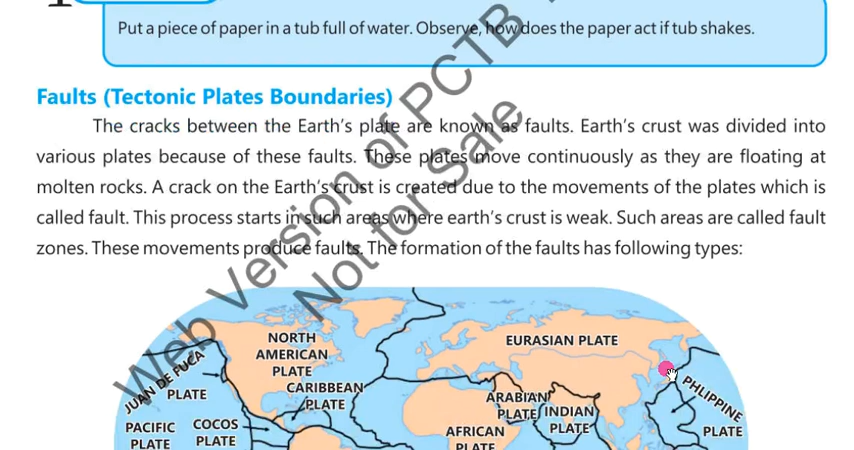 Put a piece of paper in a tub full of water. Observe, how does the paper act if tub shakes.
Faults (Tectonic Plates Boundaries)
The cracks between the Earth's plate are known as faults. Earth's crust was divided into
various plates because of these faults. These plates move continuously as they are floating at
molten rocks. A crack on the Earth's crust is created due to the movements of the plates which is
called fault. This process starts in such areas where earth's crust is weak. Such areas are called fault
zones. These movements produce faults. The formation of the faults has following types:
Web Version of PCTB
Not for Sale
NORTH
AMERICAN
PLATE
EURASIAN PLATE
JUAN DE FUCA
PLATE
CARIBBEAN
PLATE
ARABIAN
PLATE
INDIAN
PLATE
PHLIPPINE
PLATE
PACIFIC
PLATE
COCOS
PLATE
AFRICAN
PLATE